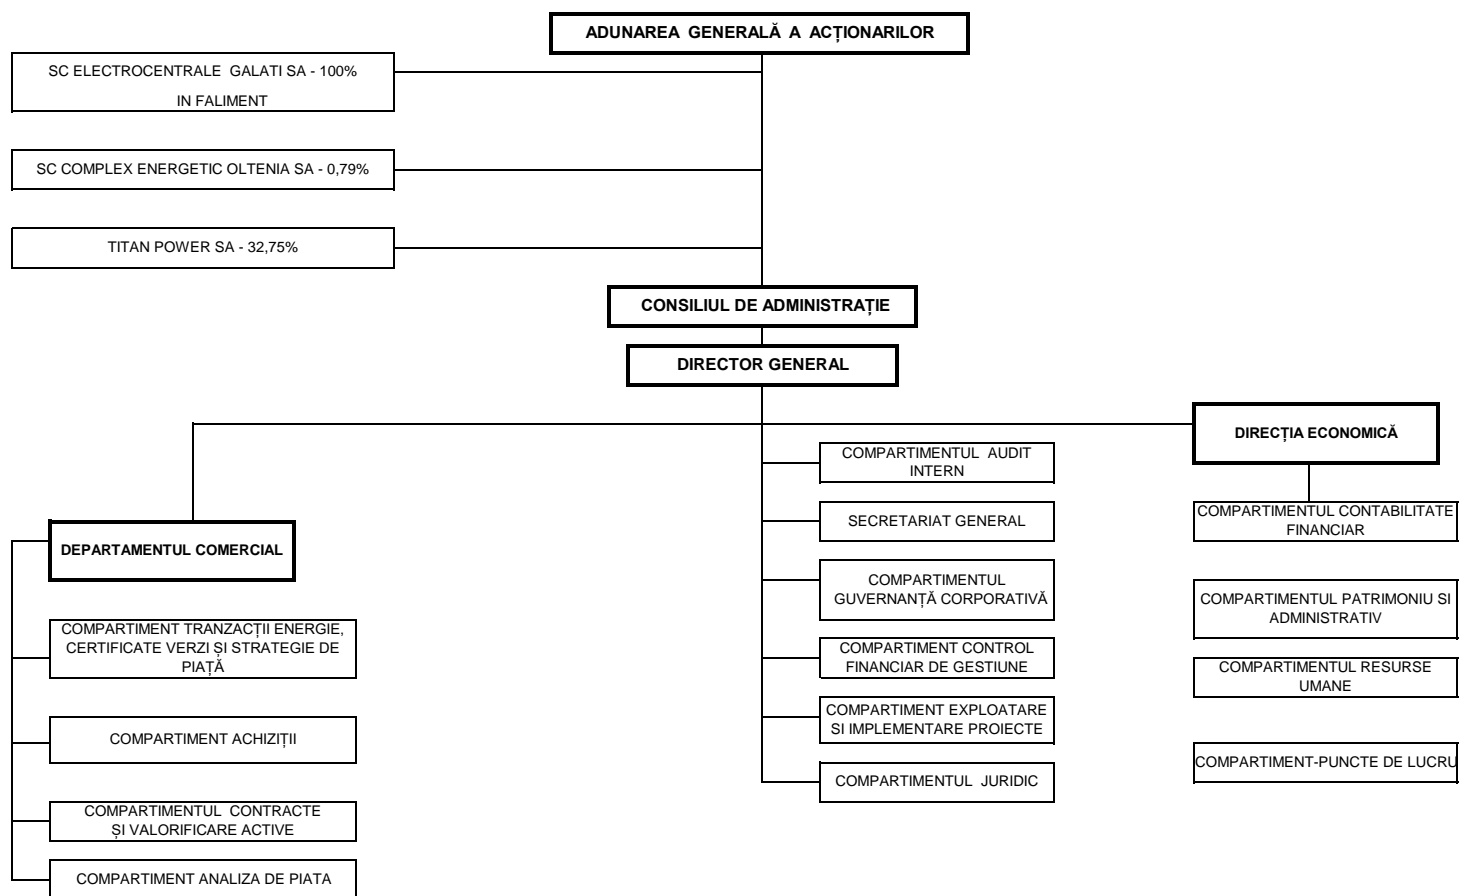 ADUNAREA GENERALĂ A ACȚIONARILOR
SC ELECTROCENTRALE GALATI SA - 100%
IN FALIMENT
SC COMPLEX ENERGETIC OLTENIA SA - 0,79%
TITAN POWER SA - 32,75%
CONSILIUL DE ADMINISTRAȚIE
DIRECTOR GENERAL
DEPARTAMENTUL COMERCIAL
COMPARTIMENT TRANZACȚII ENERGIE,
CERTIFICATE VERZI ȘI STRATEGIE DE
PIAȚĂ
COMPARTIMENT ACHIZIȚII
COMPARTIMENTUL CONTRACTE
ȘI VALORIFICARE ACTIVE
COMPARTIMENT ANALIZA DE PIATA
COMPARTIMENTUL AUDIT
INTERN
SECRETARIAT GENERAL
COMPARTIMENTUL
GUVERNANȚĂ CORPORATIVĂ
COMPARTIMENT CONTROL
FINANCIAR DE GESTIUNE
COMPARTIMENT EXPLOATARE
SI IMPLEMENTARE PROIECTE
COMPARTIMENTUL JURIDIC
DIRECȚIA ECONOMICĂ
COMPARTIMENTUL CONTABILITATE
FINANCIAR
COMPARTIMENTUL PATRIMONIU SI
ADMINISTRATIV
COMPARTIMENTUL RESURSE
UMANE
COMPARTIMENT-PUNCTE DE LUCRU